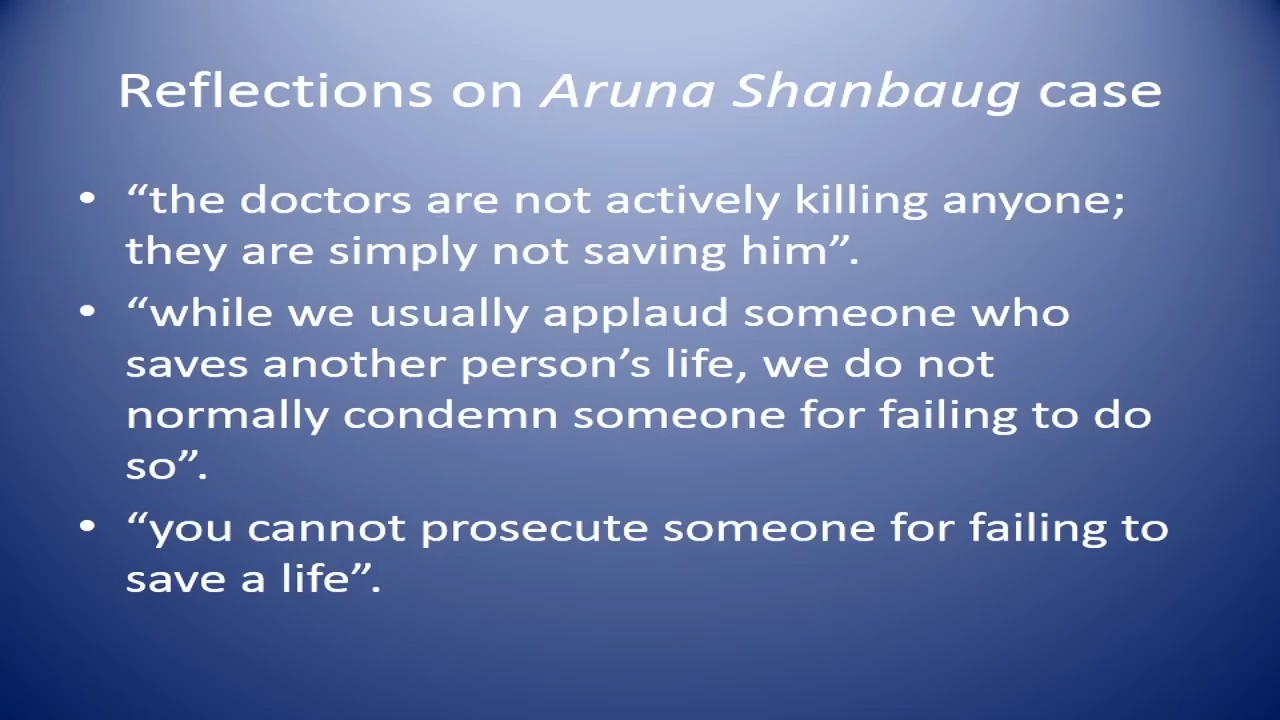 Reflections on Aruna Shanbaug case
• “the doctors are not actively killing anyone;
they are simply not saving him”.
• “while we usually applaud someone who
saves another person’s life, we do not
normally condemn someone for failing to do
so”.
• “you cannot prosecute someone for failing to
save a life”.